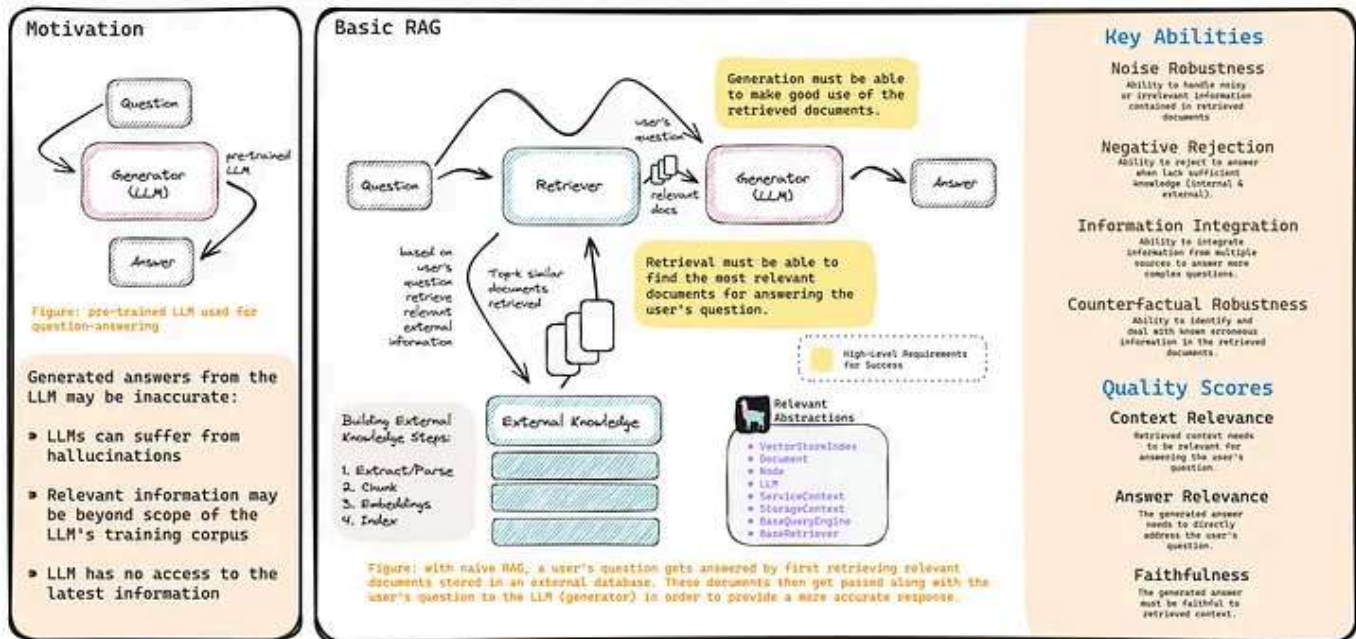 Motivation
Question
Generator
(LLM)
pre-trained
LLM
Answer
Figure: pre-trained LLM used for
question-answering
Generated answers from the
LLM may be inaccurate:
LLMs can suffer from
hallucinations
Relevant information may
be beyond scope of the
LLM's training corpus
LLM has no access to the
latest information
Basic RAG
Generation must be able
to make good use of the
retrieved documents.
user's
question
Question
Retriever
relevant
docs
Generator
(LLM)
Answer
based on
user's
question
retrieve
relevant
external
information
Top-k similar
documents
retrieved
Retrieval must be able to
find the most relevant
documents for answering the
user's question.
High-Level Requirements
for Success
Building External
Knowledge Steps:
1. Extract/Parse
2. Chunk
3. Embeddings
4. Index
External Knowledge
Relevant
Abstractions
• VectorStoreIndex
• Document
• Node
• LLM
• ServiceContext
• StorageContext
• BaseQueryEngine
• BaseRetriever
Figure: with naive RAG, a user's question gets answered by first retrieving relevant
documents stored in an external database. These documents then get passed along with the
user's question to the LLM (generator) in order to provide a more accurate response.
Key Abilities
Noise Robustness
Ability to handle noisy
or irrelevant information
contained in retrieved
documents
Negative Rejection
Ability to reject to answer
when lack sufficient
knowledge (internal &
external).
Information Integration
Ability to integrate
information from multiple
sources to answer more
complex questions.
Counterfactual Robustness
Ability to identify and
deal with known erroneous
information in the retrieved
documents.
Quality Scores
Context Relevance
Retrieved context needs
to be relevant for
answering the user's
question.
Answer Relevance
The generated answer
needs to directly
address the user's
question.
Faithfulness
The generated answer
must be faithful to
retrieved context.